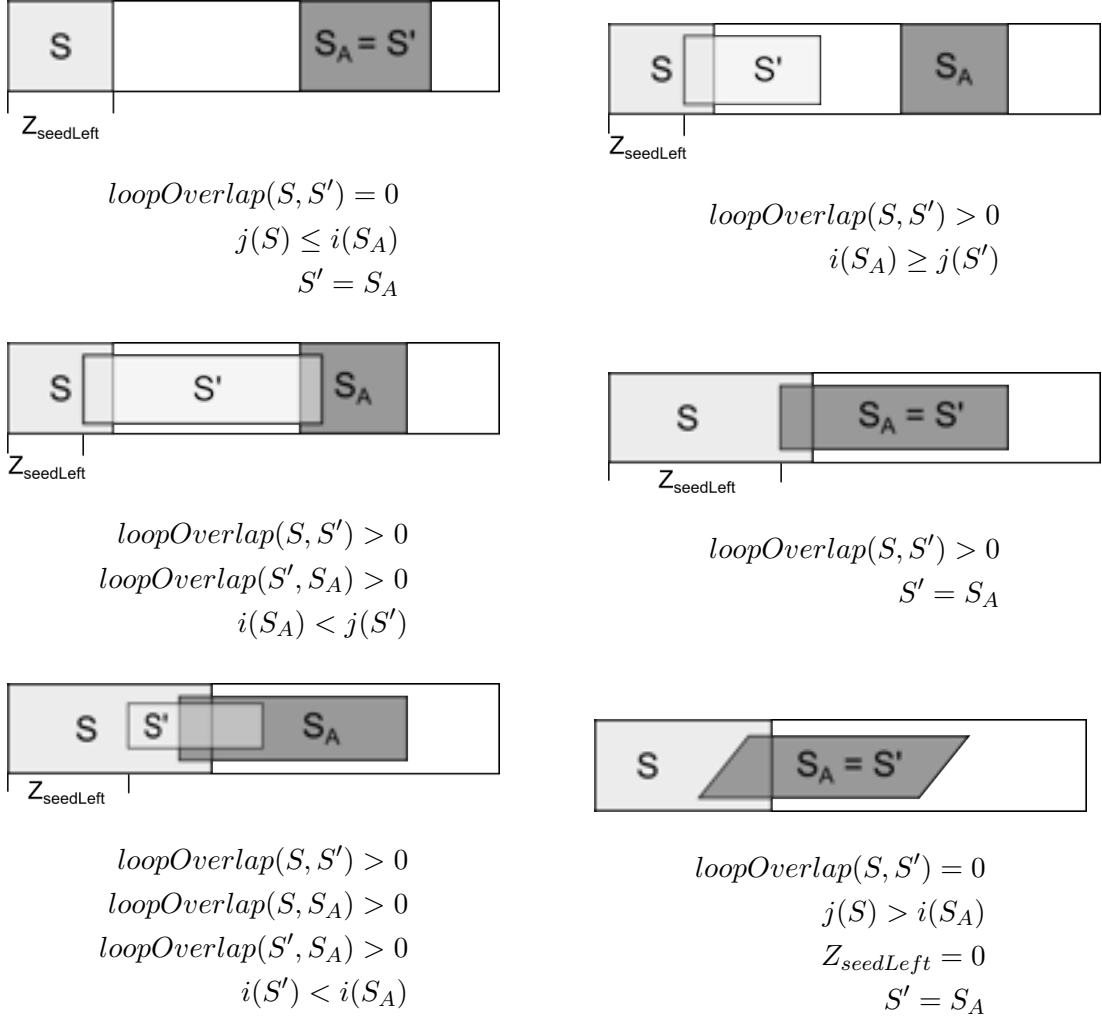 S
S_A = S'
Z_seedLeft
loopOverlap(S, S′) = 0
j(S) ≤ i(S_A)
S′ = S_A
S
S'
S_A
Z_seedLeft
loopOverlap(S, S′) > 0
i(S_A) ≥ j(S′)
S
S'
S_A
Z_seedLeft
loopOverlap(S, S′) > 0
loopOverlap(S′, S_A) > 0
i(S_A) < j(S′)
S
S_A = S'
Z_seedLeft
loopOverlap(S, S′) > 0
S′ = S_A
S
S'
S_A
Z_seedLeft
loopOverlap(S, S′) > 0
loopOverlap(S, S_A) > 0
loopOverlap(S′, S_A) > 0
i(S′) < i(S_A)
S
S_A = S'
loopOverlap(S, S′) = 0
j(S) > i(S_A)
Z_seedLeft = 0
S′ = S_A